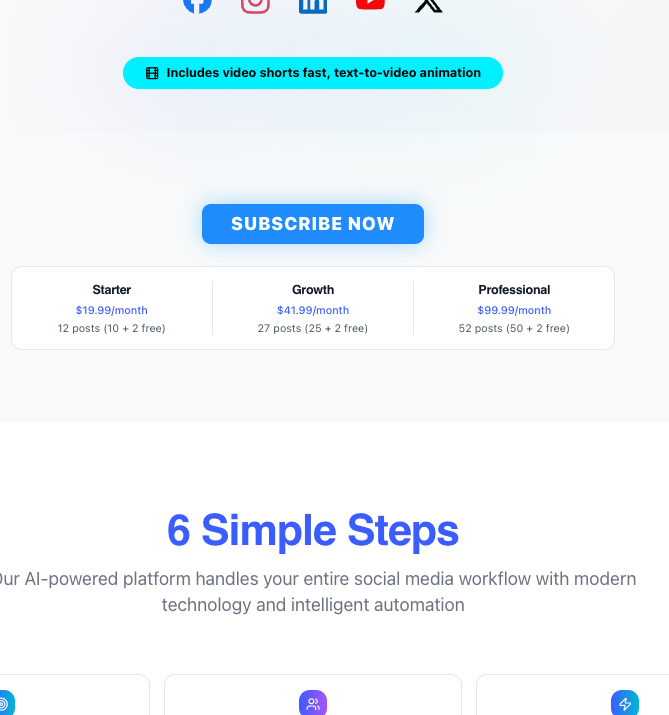 Includes video shorts fast, text-to-video animation
SUBSCRIBE NOW
Starter
$19.99/month
12 posts (10 + 2 free)
Growth
$41.99/month
27 posts (25 + 2 free)
Professional
$99.99/month
52 posts (50 + 2 free)
6 Simple Steps
Our AI-powered platform handles your entire social media workflow with modern
technology and intelligent automation